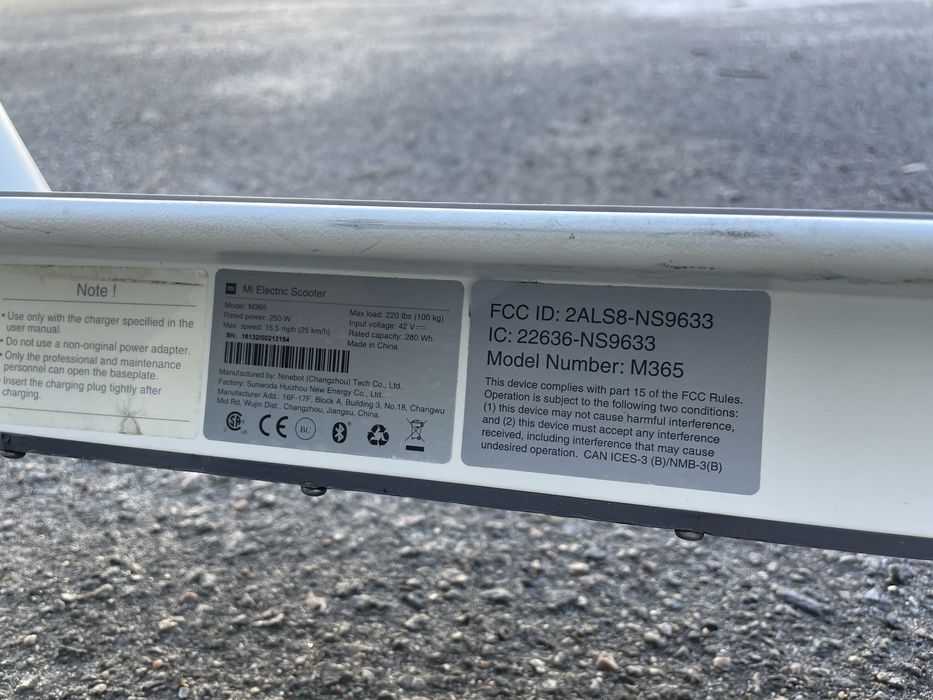 Note !
• Use only with the charger specified in the
user manual.
• Do not use a non-original power adapter.
• Only the professional and maintenance
personnel can open the baseplate.
• Insert the charging plug tightly after
charging.
mi Mi Electric Scooter
Model: M365
Rated power: 250 W
Max. speed: 15.5 mph (25 km/h)
Max load: 220 lbs (100 kg)
Input voltage: 42 V⎓
Rated capacity: 280 Wh
Made in China
SN: 16132/00213154
Manufactured by: Ninebot (Changzhou) Tech Co., Ltd.
Factory: Sunwoda Huizhou New Energy Co., Ltd.
Manufacturer Add.: 16F-17F, Block A, Building 3, No.18, Changwu
Mid Rd, Wujin Dist., Changzhou, Jiangsu, China.
CE BC
FCC ID: 2ALS8-NS9633
IC: 22636-NS9633
Model Number: M365
This device complies with part 15 of the FCC Rules.
Operation is subject to the following two conditions:
(1) this device may not cause harmful interference,
and (2) this device must accept any interference
received, including interference that may cause
undesired operation. CAN ICES-3 (B)/NMB-3(B)